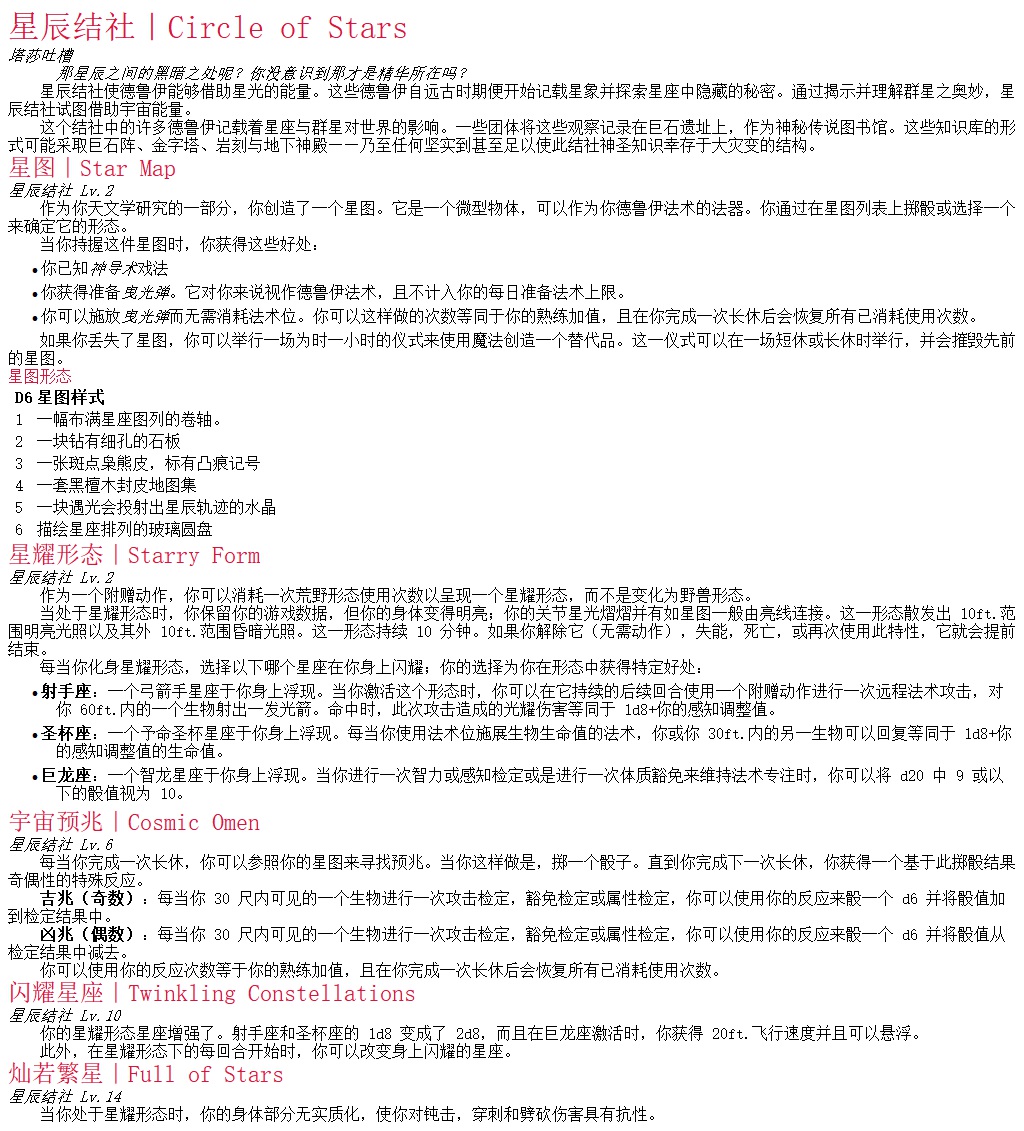 星辰结社｜Circle of Stars
塔莎吐槽
那星辰之间的黑暗之处呢？你没意识到那才是精华所在吗？
星辰结社使德鲁伊能够借助星光的能量。这些德鲁伊自远古时期便开始记载星象并探索星座中隐藏的秘密。通过揭示并理解群星之奥妙，星
辰结社试图借助宇宙能量。
这个结社中的许多德鲁伊记载着星座与群星对世界的影响。一些团体将这些观察记录在巨石遗址上，作为神秘传说图书馆。这些知识库的形
式可能采取巨石阵、金字塔、岩刻与地下神殿——乃至任何坚实到甚至足以使此结社神圣知识幸存于大灾变的结构。
星图｜Star Map
星辰结社 Lv.2
作为你天文学研究的一部分，你创造了一个星图。它是一个微型物体，可以作为你德鲁伊法术的法器。你通过在星图列表上掷骰或选择一个
来确定它的形态。
当你持握这件星图时，你获得这些好处：
•你已知神导术戏法
•你获得准备曳光弹。它对你来说视作德鲁伊法术，且不计入你的每日准备法术上限。
•你可以施放曳光弹而无需消耗法术位。你可以这样做的次数等同于你的熟练加值，且在你完成一次长休后会恢复所有已消耗使用次数。
如果你丢失了星图，你可以举行一场为时一小时的仪式来使用魔法创造一个替代品。这一仪式可以在一场短休或长休时举行，并会摧毁先前
的星图。
星图形态
D6 星图样式
1 一幅布满星座图列的卷轴。
2 一块钻有细孔的石板
3 一张斑点枭熊皮，标有凸痕记号
4 一套黑檀木封皮地图集
5 一块遇光会投射出星辰轨迹的水晶
6 描绘星座排列的玻璃圆盘
星耀形态｜Starry Form
星辰结社 Lv.2
作为一个附赠动作，你可以消耗一次荒野形态使用次数以呈现一个星耀形态，而不是变化为野兽形态。
当处于星耀形态时，你保留你的游戏数据，但你的身体变得明亮；你的关节星光熠熠并有如星图一般由亮线连接。这一形态散发出 10ft.范
围明亮光照以及其外 10ft.范围昏暗光照。这一形态持续 10 分钟。如果你解除它（无需动作），失能，死亡，或再次使用此特性，它就会提前
结束。
每当你化身星耀形态，选择以下哪个星座在你身上闪耀；你的选择为你在形态中获得特定好处：
•射手座：一个弓箭手星座于你身上浮现。当你激活这个形态时，你可以在它持续的后续回合使用一个附赠动作进行一次远程法术攻击，对
你 60ft.内的一个生物射出一发光箭。命中时，此次攻击造成的光耀伤害等同于 1d8+你的感知调整值。
•圣杯座：一个予命圣杯星座于你身上浮现。每当你使用法术位施展生物生命值的法术，你或你 30ft.内的另一生物可以回复等同于 1d8+你
的感知调整值的生命值。
•巨龙座：一个智龙星座于你身上浮现。当你进行一次智力或感知检定或是进行一次体质豁免来维持法术专注时，你可以将 d20 中 9 或以
下的骰值视为 10。
宇宙预兆｜Cosmic Omen
星辰结社 Lv.6
每当你完成一次长休，你可以参照你的星图来寻找预兆。当你这样做是，掷一个骰子。直到你完成下一次长休，你获得一个基于此掷骰结果
奇偶性的特殊反应。
吉兆（奇数）：每当你 30 尺内可见的一个生物进行一次攻击检定，豁免检定或属性检定，你可以使用你的反应来骰一个 d6 并将骰值加
到检定结果中。
凶兆（偶数）：每当你 30 尺内可见的一个生物进行一次攻击检定，豁免检定或属性检定，你可以使用你的反应来骰一个 d6 并将骰值从
检定结果中减去。
你可以使用你的反应次数等于你的熟练加值，且在你完成一次长休后会恢复所有已消耗使用次数。
闪耀星座｜Twinkling Constellations
星辰结社 Lv.10
你的星耀形态星座增强了。射手座和圣杯座的 1d8 变成了 2d8，而且在巨龙座激活时，你获得 20ft.飞行速度并且可以悬浮。
此外，在星耀形态下的每回合开始时，你可以改变身上闪耀的星座。
灿若繁星｜Full of Stars
星辰结社 Lv.14
当你处于星耀形态时，你的身体部分无实质化，使你对钝击，穿刺和劈砍伤害具有抗性。